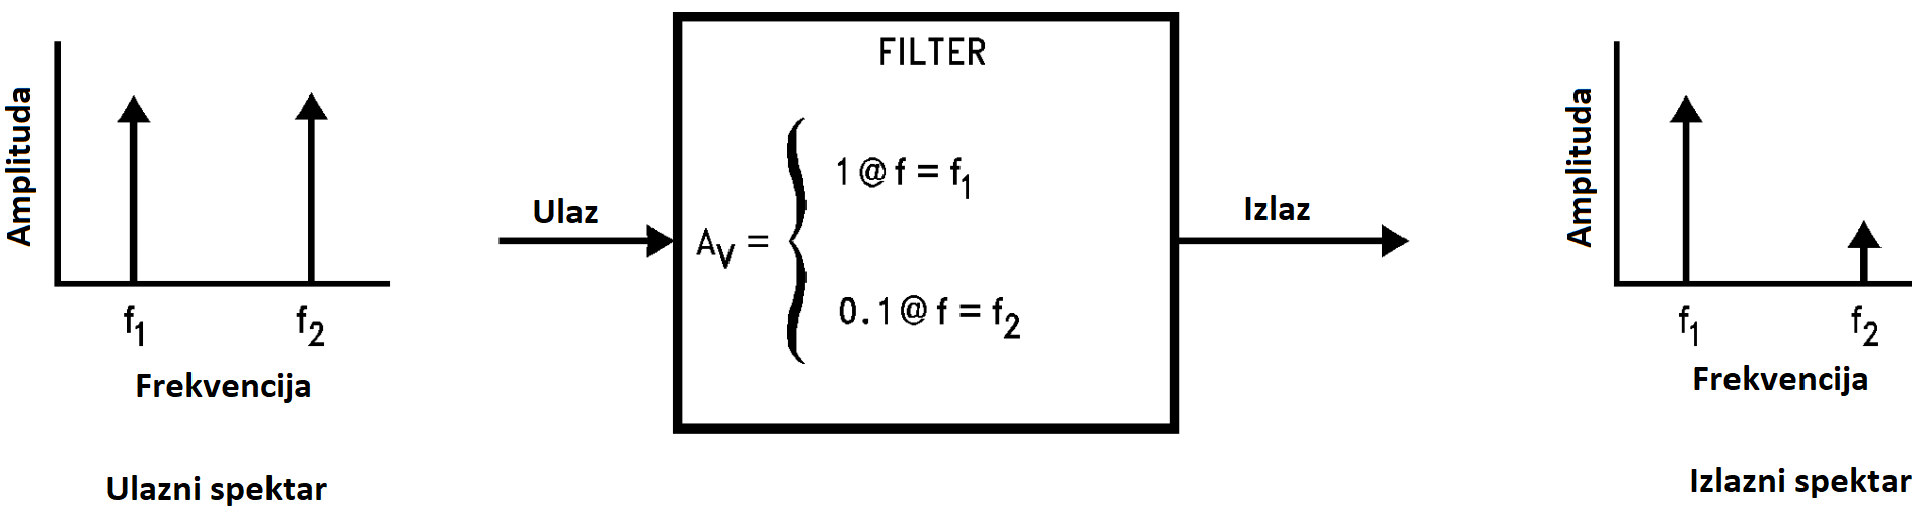 Amplituda
f1
f2
Frekvencija
Ulazni spektar
Ulaz
FILTER
AV =
1@f = f1
0.1@f = f2
Izlaz
Amplituda
f1
f2
Frekvencija
Izlazni spektar